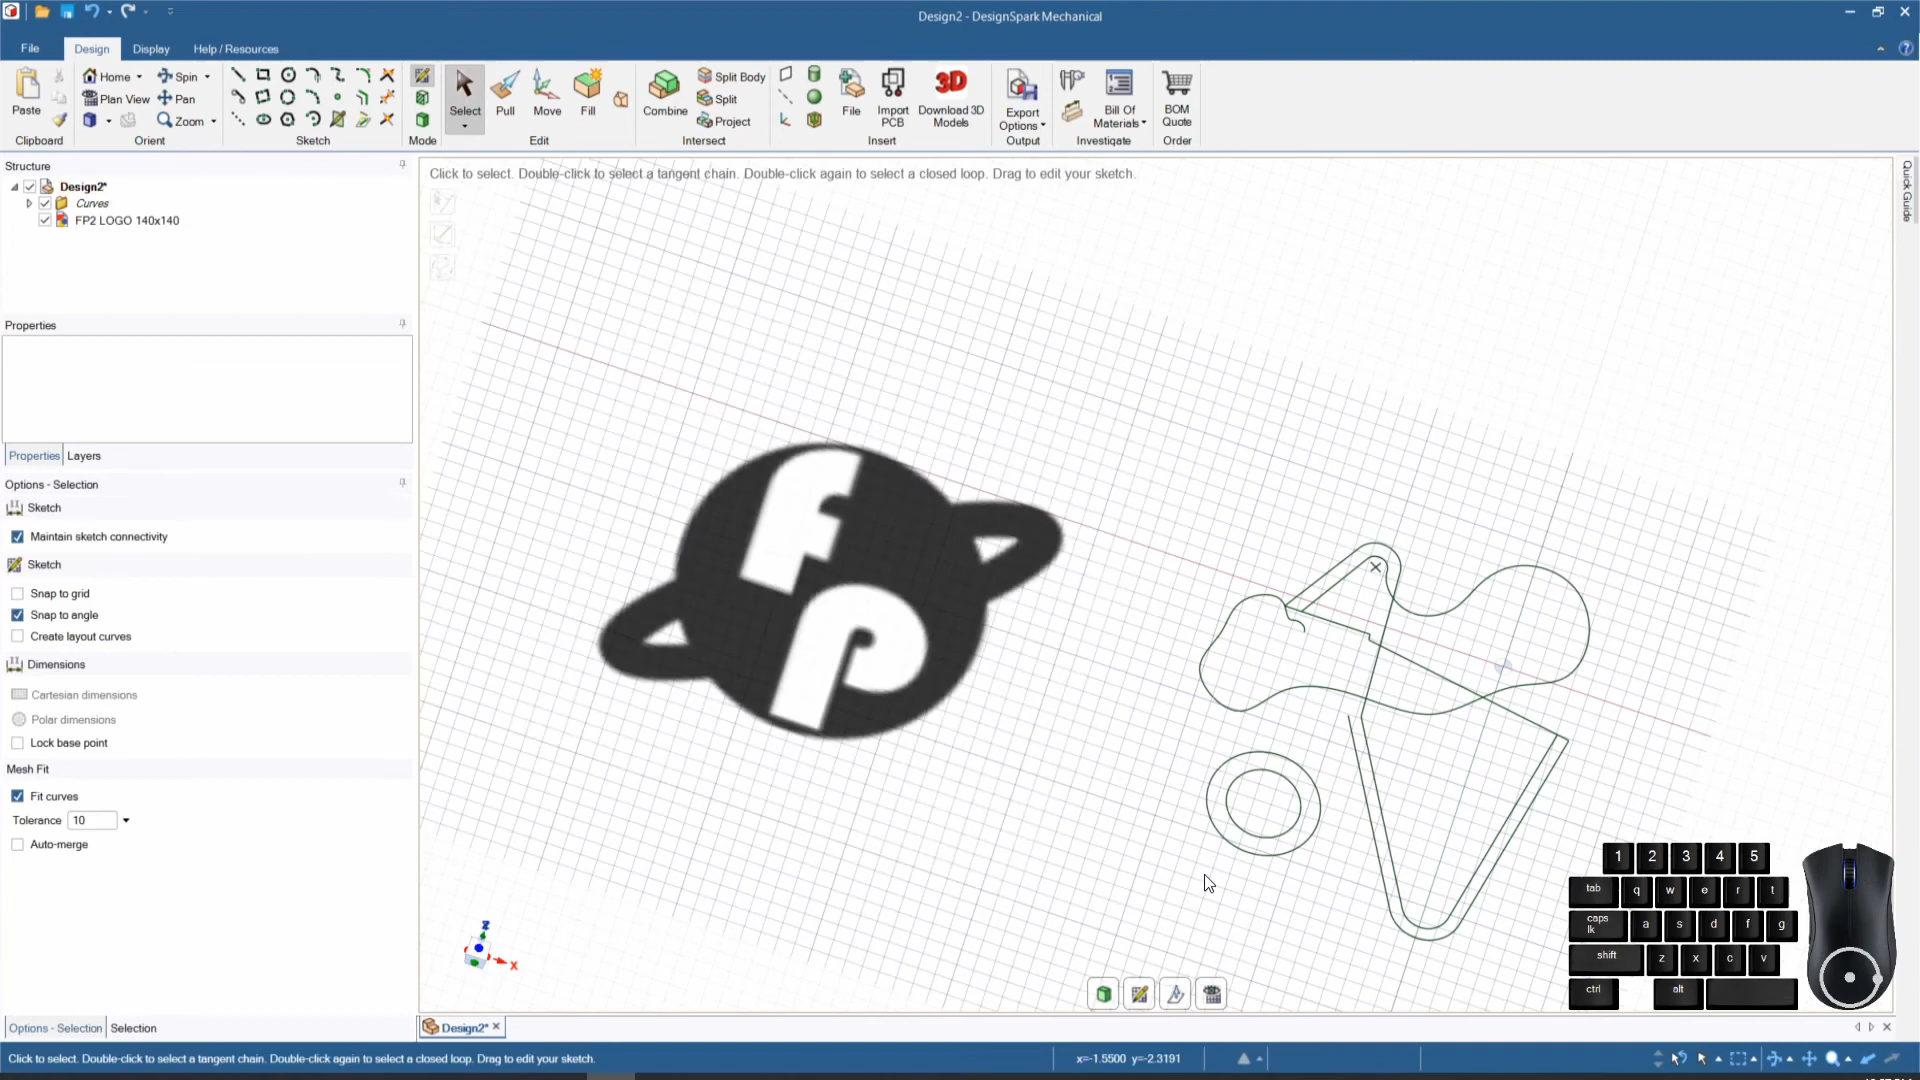 Design2 - DesignSpark Mechanical
File Design Display Help / Resources
Paste
Home
Plan View
Spin
Pan
Zoom
Select
Pull
Move
Fill
Combine
Split Body
Split
Project
File
Import PCB
3D
Download 3D Models
Export Options
Bill Of Materials
BOM Quote
Clipboard Orient Sketch Mode Edit Intersect Insert Output Investigate Order
Structure
Design2*
Curves
FP2 LOGO 140x140
Properties
Properties Layers
Options - Selection
Sketch
Maintain sketch connectivity
Sketch
Snap to grid
Snap to angle
Create layout curves
Dimensions
Cartesian dimensions
Polar dimensions
Lock base point
Mesh Fit
Fit curves
Tolerance 10
Auto-merge
Options - Selection Selection
Click to select. Double-click to select a tangent chain. Double-click again to select a closed loop. Drag to edit your sketch.
Quick Guide
f
p
Z
X
1 2 3 4 5
tab q w e r t
caps lk a s d f g
shift z x c v
ctrl alt
Design2*
Click to select. Double-click to select a tangent chain. Double-click again to select a closed loop. Drag to edit your sketch.
x=-1.5500 y=-2.3191